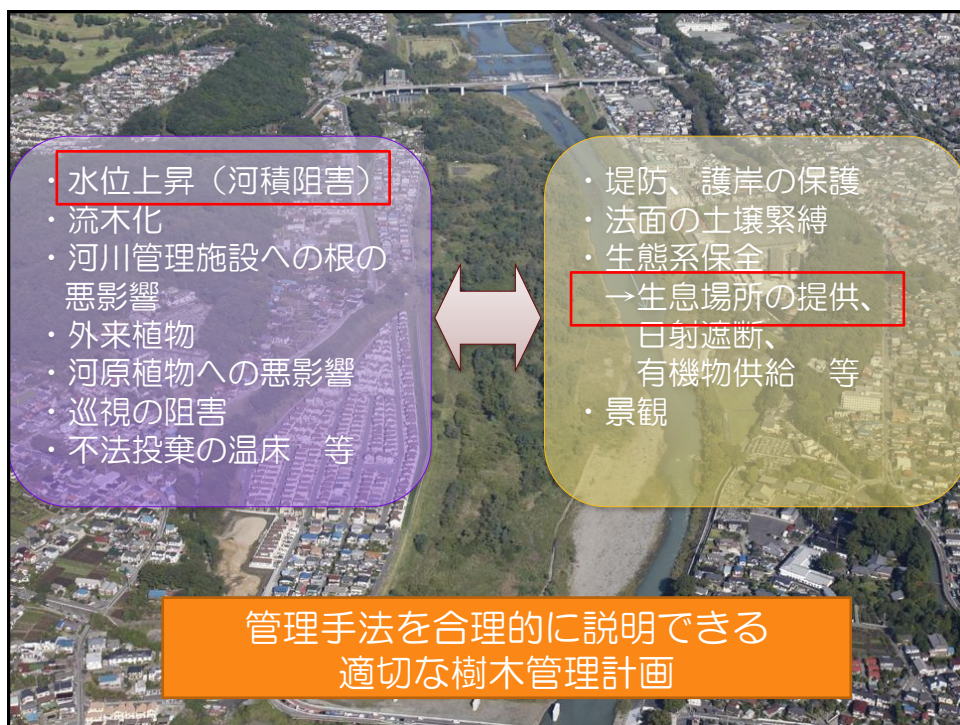 ・水位上昇（河積阻害）
・流木化
・河川管理施設への根の
悪影響
・外来植物
・河原植物への悪影響
・巡視の阻害
・不法投棄の温床　等
・堤防、護岸の保護
・法面の土壌緊縛
・生態系保全
→生息場所の提供、
日射遮断、
有機物供給　等
・景観
管理手法を合理的に説明できる
適切な樹木管理計画